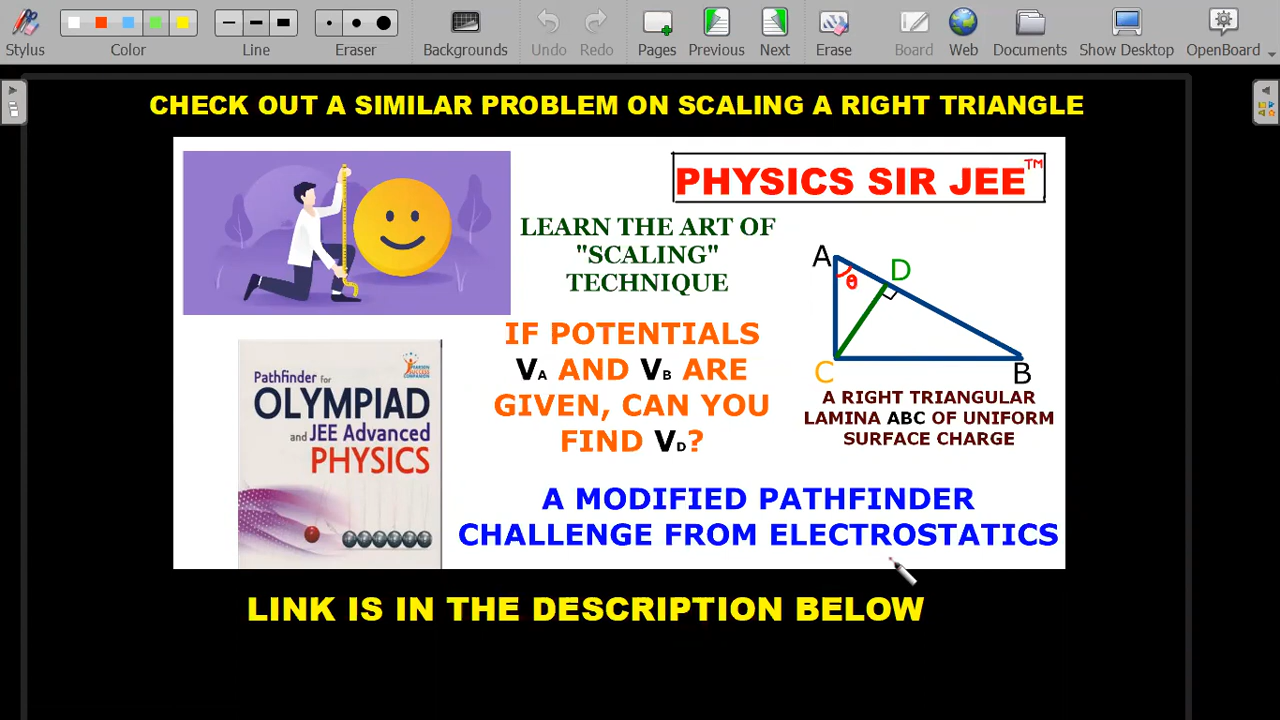 Stylus
Color
Line
Eraser
Backgrounds
Undo
Redo
Pages
Previous
Next
Erase
Board
Web
Documents
Show Desktop
OpenBoard
CHECK OUT A SIMILAR PROBLEM ON SCALING A RIGHT TRIANGLE
PHYSICS SIR JEE™
LEARN THE ART OF
"SCALING"
TECHNIQUE
IF POTENTIALS
VA AND VB ARE
GIVEN, CAN YOU
FIND VD?
A
θ
D
C
B
A RIGHT TRIANGULAR
LAMINA ABC OF UNIFORM
SURFACE CHARGE
Pathfinder for
OLYMPIAD
and JEE Advanced
PHYSICS
A MODIFIED PATHFINDER
CHALLENGE FROM ELECTROSTATICS
LINK IS IN THE DESCRIPTION BELOW